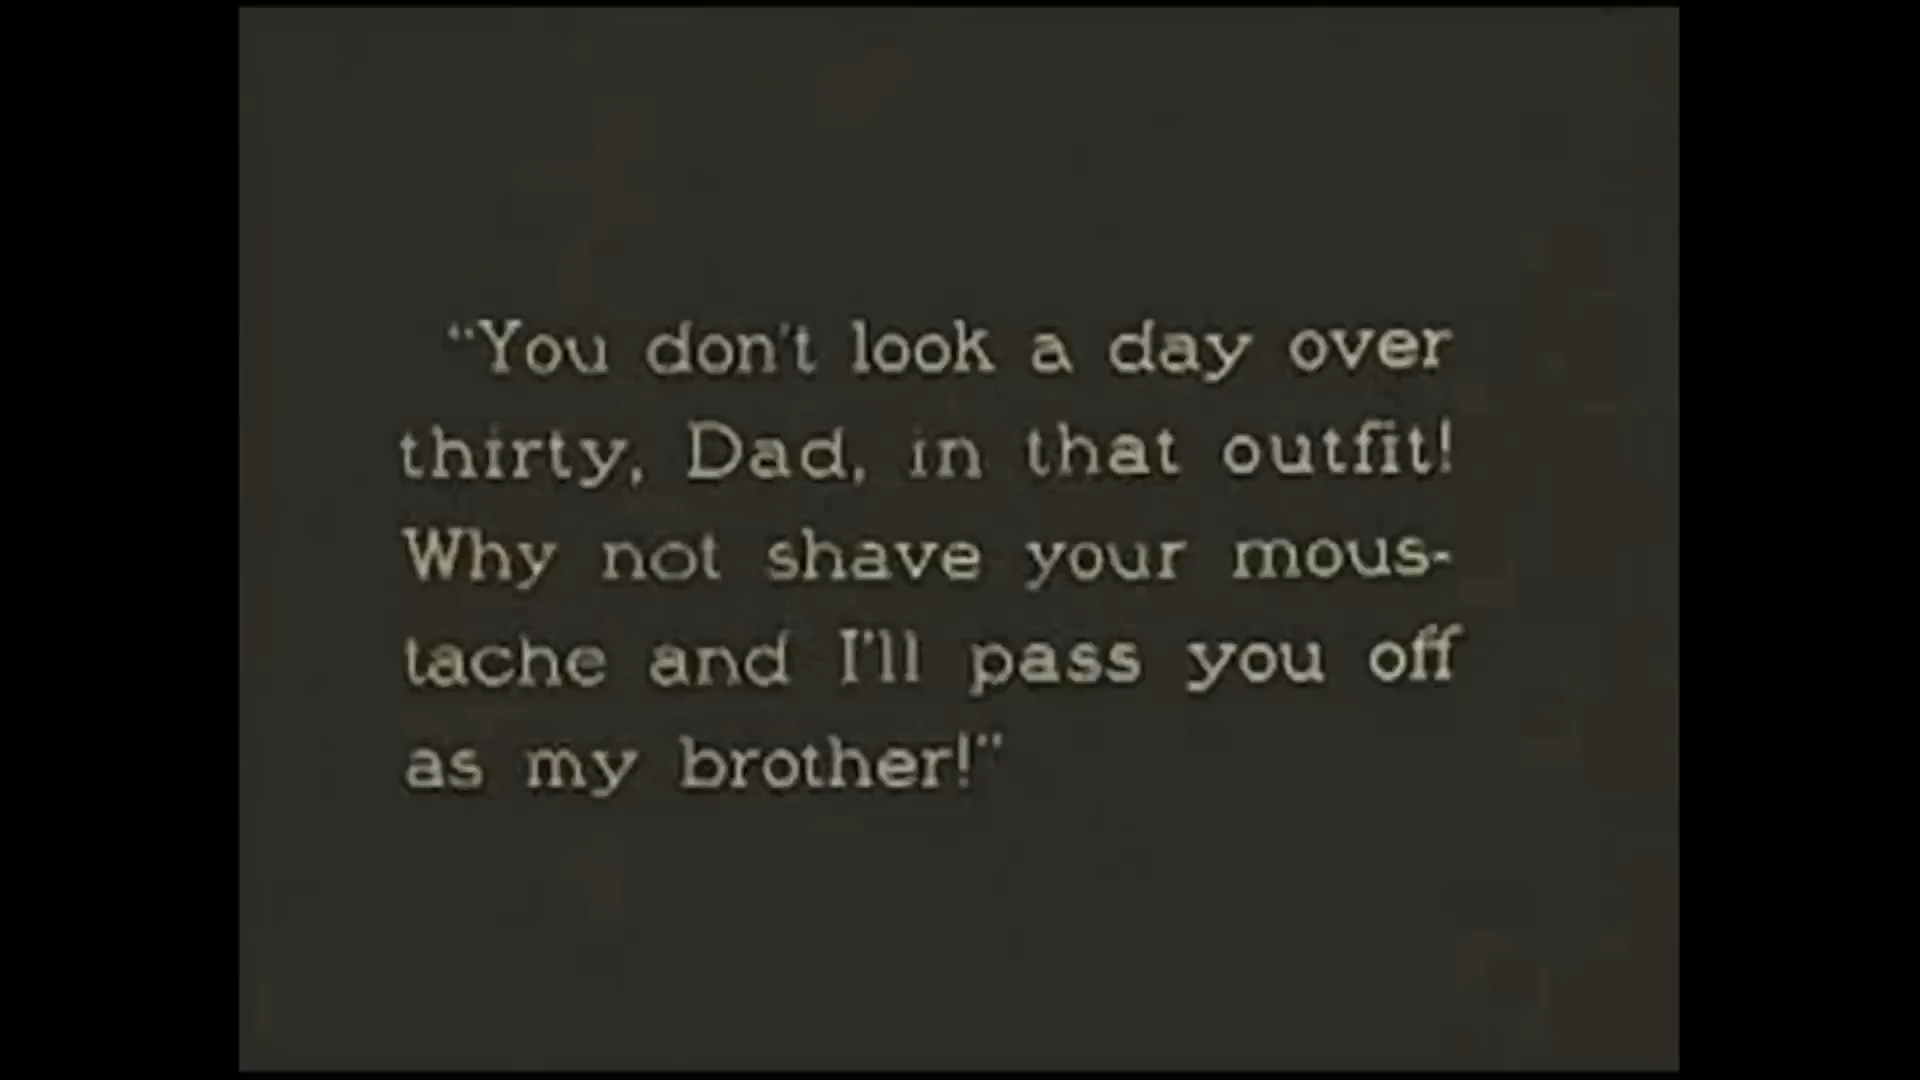 "You don't look a day over
thirty, Dad, in that outfit!
Why not shave your mous-
tache and I'll pass you off
as my brother!"